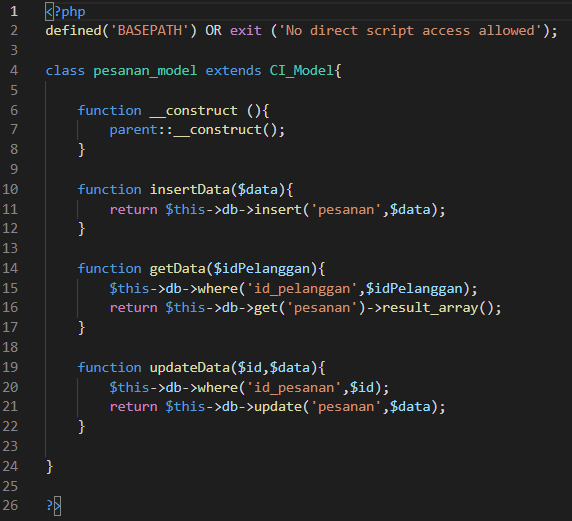 1 <?php
2 defined('BASEPATH') OR exit ('No direct script access allowed');
3
4 class pesanan_model extends CI_Model{
5
6     function __construct (){
7         parent::__construct();
8     }
9
10     function insertData($data){
11         return $this->db->insert('pesanan',$data);
12     }
13
14     function getData($idPelanggan){
15         $this->db->where('id_pelanggan',$idPelanggan);
16         return $this->db->get('pesanan')->result_array();
17     }
18
19     function updateData($id,$data){
20         $this->db->where('id_pesanan',$id);
21         return $this->db->update('pesanan',$data);
22     }
23
24 }
25
26 ?>